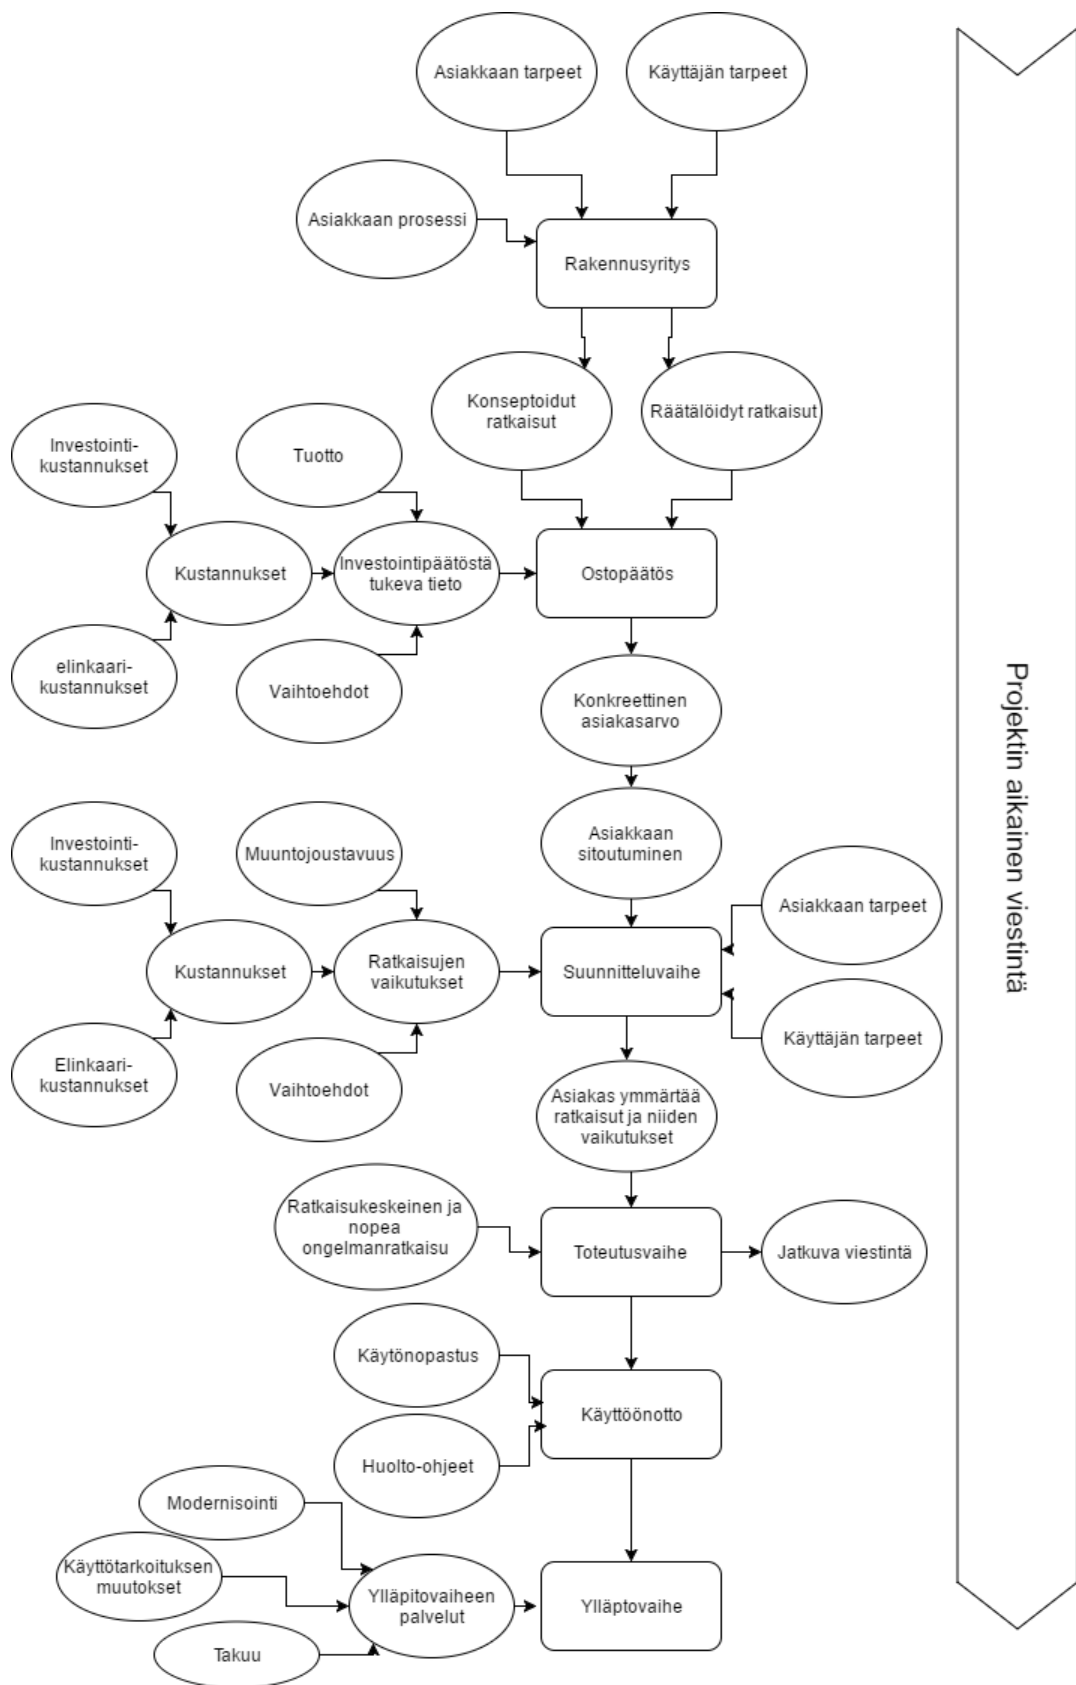 Asiakkaan tarpeet
Käyttäjän tarpeet
Asiakkaan prosessi
Rakennusyritys
Konseptoidut
ratkaisut
Räätälöidyt ratkaisut
Investointi-
kustannukset
Tuotto
Kustannukset
Investointipäätöstä
tukeva tieto
Ostopäätös
elinkaari-
kustannukset
Vaihtoehdot
Konkreettinen
asiakasarvo
Investointi-
kustannukset
Muuntojoustavuus
Asiakkaan
sitoutuminen
Asiakkaan tarpeet
Kustannukset
Ratkaisujen
vaikutukset
Suunnitteluvaihe
Käyttäjän tarpeet
Elinkaari-
kustannukset
Vaihtoehdot
Asiakas ymmärtää
ratkaisut ja niiden
vaikutukset
Ratkaisukeskeinen ja
nopea
ongelmanratkaisu
Toteutusvaihe
Jatkuva viestintä
Käytönopastus
Käyttöönotto
Huolto-ohjeet
Modernisointi
Käyttötarkoituksen
muutokset
Ylläpitovaiheen
palvelut
Ylläptovaihe
Takuu
Projektin aikainen viestintä